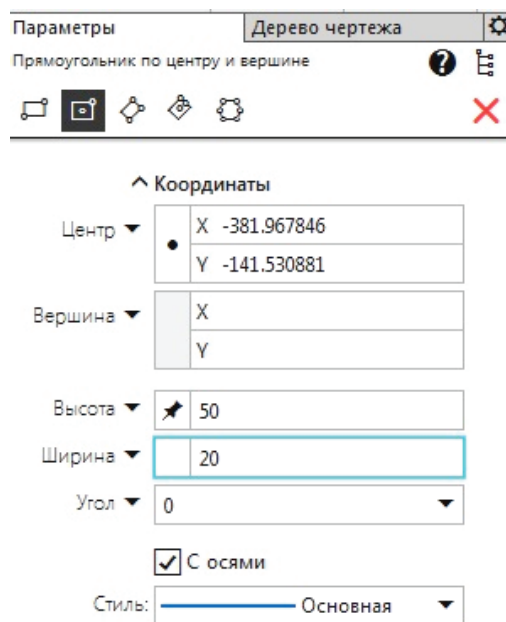 Параметры Дерево чертежа
Прямоугольник по центру и вершине ?
Координаты
Центр X -381.967846
Y -141.530881
Вершина X
Y
Высота 50
Ширина 20
Угол 0
С осями
Стиль: Основная